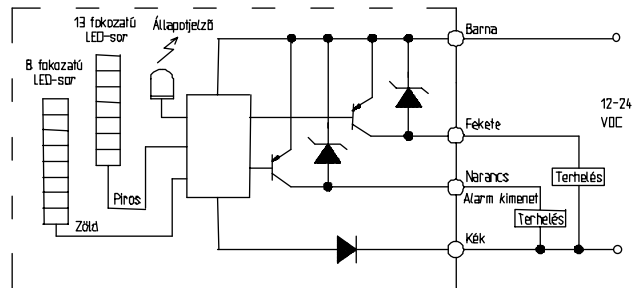 13 fokozatú
LED-sor
Állapotjelző
8 fokozatú
LED-sor
Piros
Zöld
Barna
12-24
VDC
Fekete
Terhelés
Narancs
Alarm kimenet
Terhelés
Kék